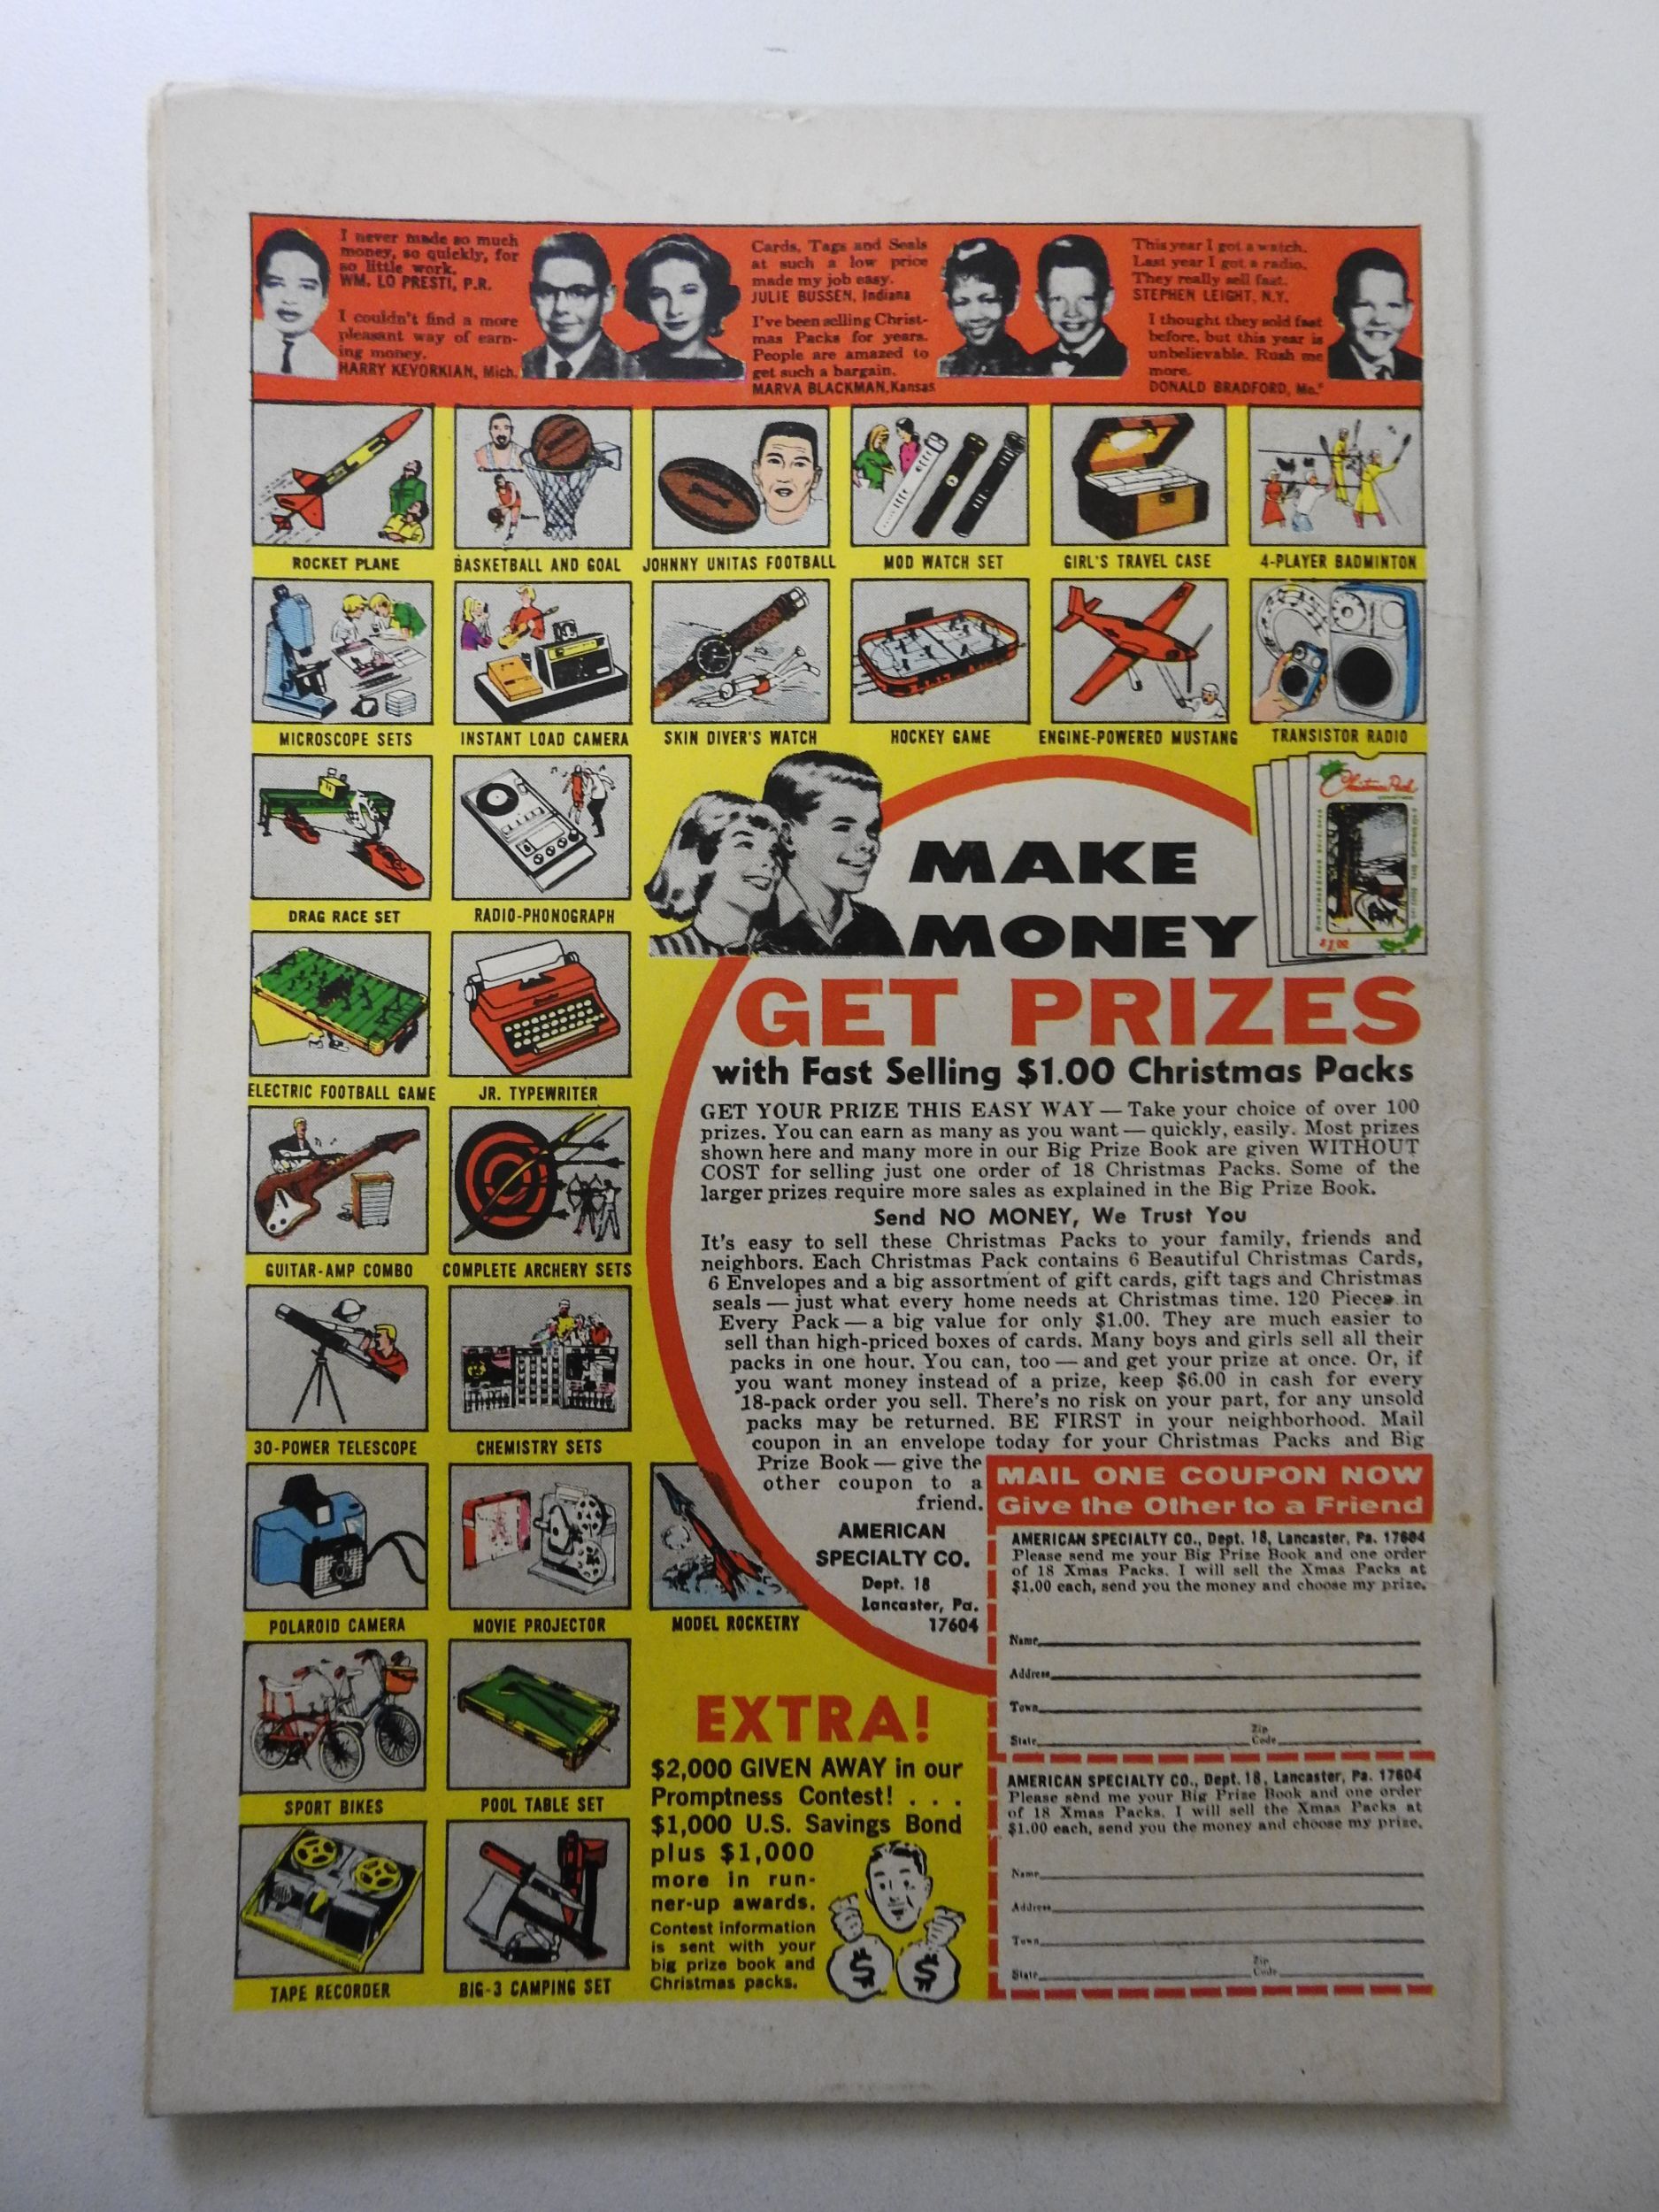 I never made so much
money, so quickly, for
so little work.
WM. LO PRESTI, P.R.
I couldn't find a more
pleasant way of earn-
ing money.
HARRY KEVORKIAN, Mich.
Cards, Tags and Seals
at such a low price
made my job easy.
JULIE BUSSEN, Indiana
I've been selling Christ-
mas Packs for years.
People are amazed to
get such a bargain.
MARVA BLACKMAN, Kansas
This year I got a watch.
Last year I got a radio.
They really sell fast.
STEPHEN LEIGHT, N.Y.
I thought they sold fast
before, but this year is
unbelievable. Rush me
more.
DONALD BRADFORD, Mo.
ROCKET PLANE
BASKETBALL AND GOAL
JOHNNY UNITAS FOOTBALL
MOD WATCH SET
GIRL'S TRAVEL CASE
4-PLAYER BADMINTON
MICROSCOPE SETS
INSTANT LOAD CAMERA
SKIN DIVER'S WATCH
HOCKEY GAME
ENGINE-POWERED MUSTANG
TRANSISTOR RADIO
DRAG RACE SET
RADIO-PHONOGRAPH
ELECTRIC FOOTBALL GAME
JR. TYPEWRITER
GUITAR-AMP COMBO
COMPLETE ARCHERY SETS
30-POWER TELESCOPE
CHEMISTRY SETS
POLAROID CAMERA
MOVIE PROJECTOR
MODEL ROCKETRY
SPORT BIKES
POOL TABLE SET
TAPE RECORDER
BIG-3 CAMPING SET
Christmas Pack
$1.00
MAKE
MONEY
GET PRIZES
with Fast Selling $1.00 Christmas Packs
GET YOUR PRIZE THIS EASY WAY — Take your choice of over 100
prizes. You can earn as many as you want — quickly, easily. Most prizes
shown here and many more in our Big Prize Book are given WITHOUT
COST for selling just one order of 18 Christmas Packs. Some of the
larger prizes require more sales as explained in the Big Prize Book.
Send NO MONEY, We Trust You
It's easy to sell these Christmas Packs to your family, friends and
neighbors. Each Christmas Pack contains 6 Beautiful Christmas Cards,
6 Envelopes and a big assortment of gift cards, gift tags and Christmas
seals — just what every home needs at Christmas time. 120 Pieces in
Every Pack — a big value for only $1.00. They are much easier to
sell than high-priced boxes of cards. Many boys and girls sell all their
packs in one hour. You can, too — and get your prize at once. Or, if
you want money instead of a prize, keep $6.00 in cash for every
18-pack order you sell. There's no risk on your part, for any unsold
packs may be returned. BE FIRST in your neighborhood. Mail
coupon in an envelope today for your Christmas Packs and Big
Prize Book — give the
other coupon to a
friend.
AMERICAN
SPECIALTY CO.
Dept. 18
Lancaster, Pa.
17604
MAIL ONE COUPON NOW
Give the Other to a Friend
AMERICAN SPECIALTY CO., Dept. 18, Lancaster, Pa. 17604
Please send me your Big Prize Book and one order
of 18 Xmas Packs. I will sell the Xmas Packs at
$1.00 each, send you the money and choose my prize.
Name
Address
Town
State Zip Code
AMERICAN SPECIALTY CO., Dept. 18, Lancaster, Pa. 17604
Please send me your Big Prize Book and one order
of 18 Xmas Packs. I will sell the Xmas Packs at
$1.00 each, send you the money and choose my prize.
Name
Address
Town
State Zip Code
EXTRA!
$2,000 GIVEN AWAY in our
Promptness Contest! . . .
$1,000 U.S. Savings Bond
plus $1,000
more in run-
ner-up awards.
Contest information
is sent with your
big prize book and
Christmas packs.
$ $